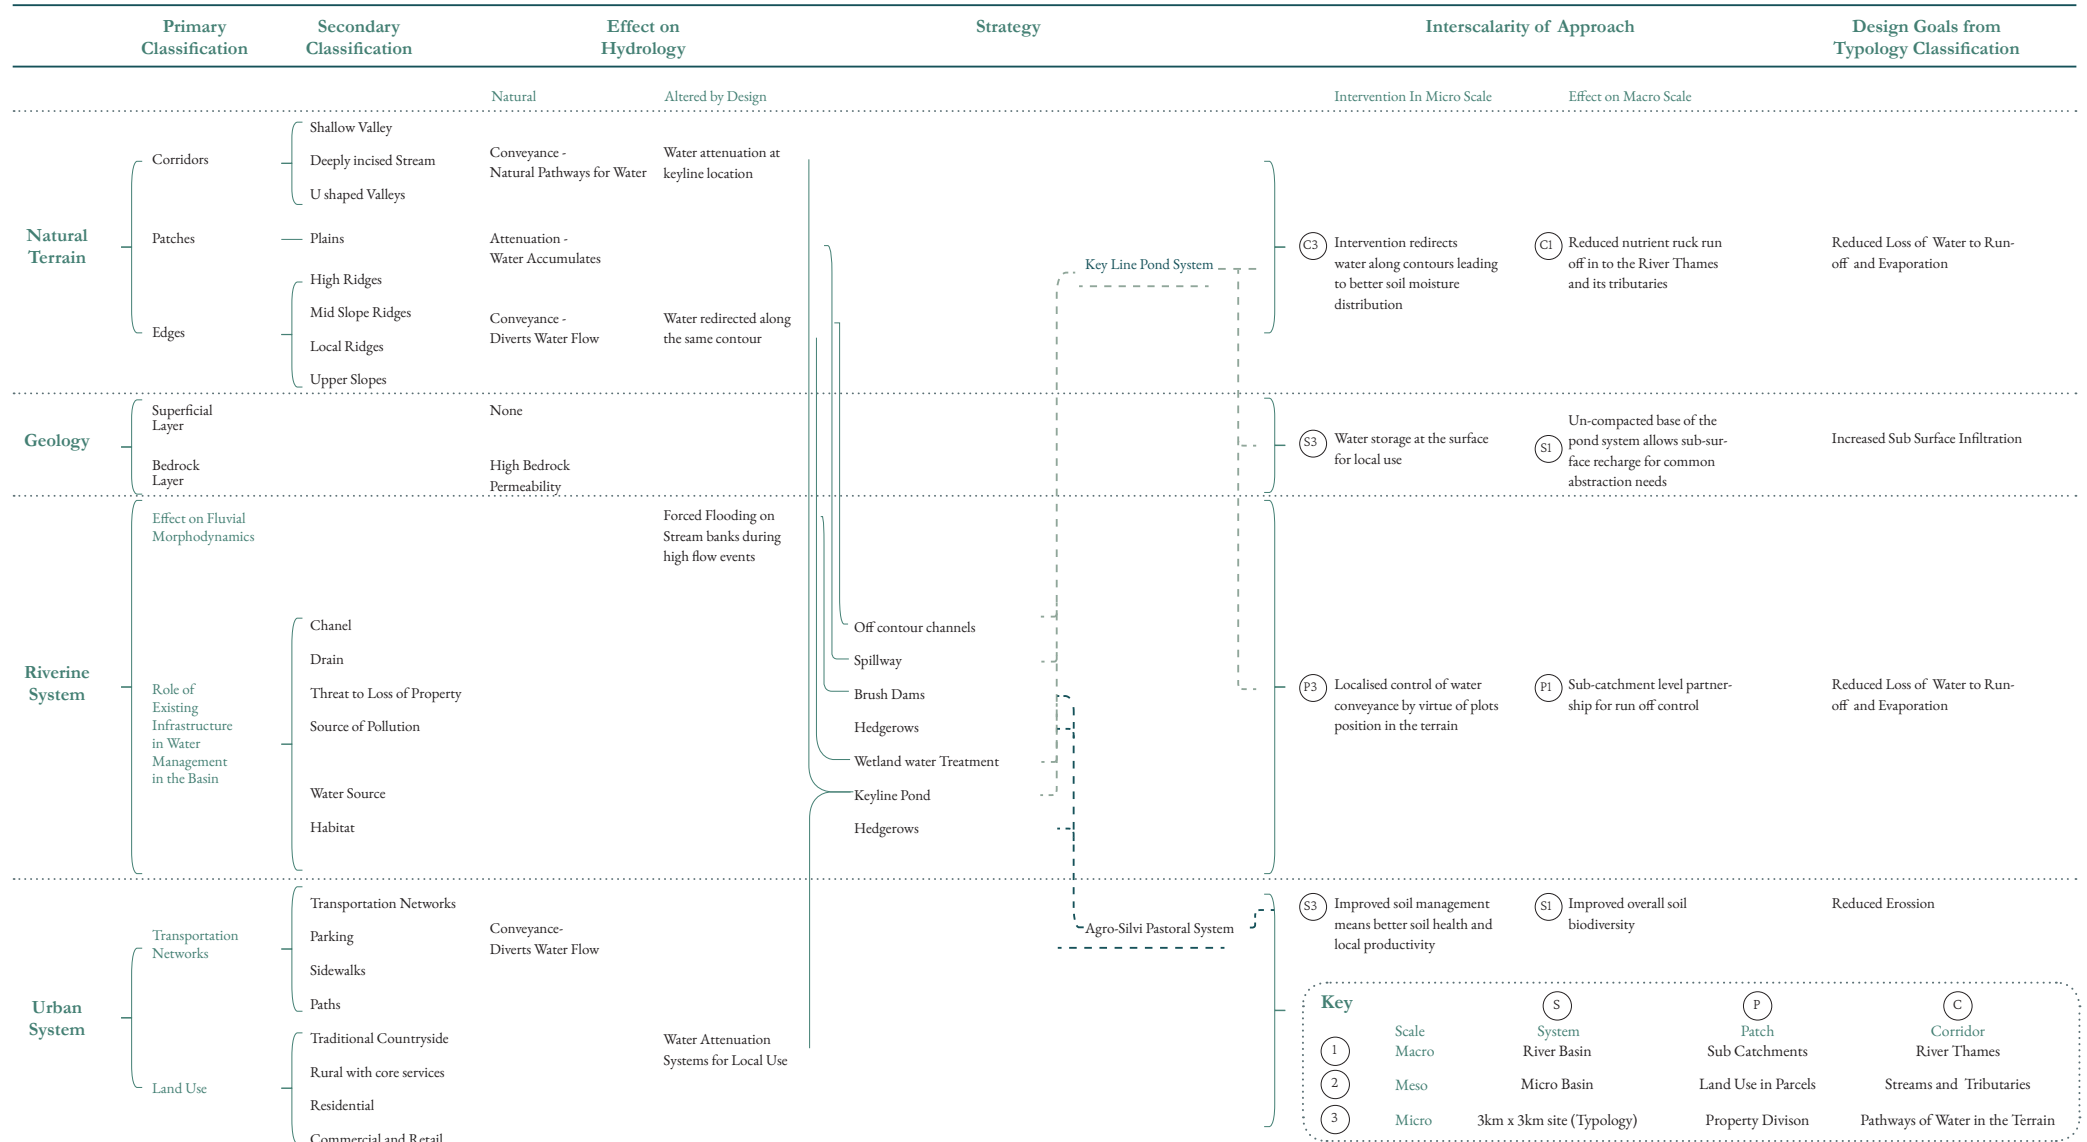 Primary
Classification
Secondary
Classification
Effect on
Hydrology
Strategy
Interscalarity of Approach
Design Goals from
Typology Classification
Natural
Altered by Design
Intervention In Micro Scale
Effect on Macro Scale
Natural
Terrain
Corridors
Shallow Valley
Deeply incised Stream
U shaped Valleys
Conveyance -
Natural Pathways for Water
Water attenuation at
keyline location
Patches
Plains
Attenuation -
Water Accumulates
Edges
High Ridges
Mid Slope Ridges
Local Ridges
Upper Slopes
Conveyance -
Diverts Water Flow
Water redirected along
the same contour
Key Line Pond System
C3
Intervention redirects
water along contours leading
to better soil moisture
distribution
C1
Reduced nutrient ruck run
off in to the River Thames
and its tributaries
Reduced Loss of Water to Run-
off and Evaporation
Geology
Superficial
Layer
None
Bedrock
Layer
High Bedrock
Permeability
S3
Water storage at the surface
for local use
S1
Un-compacted base of the
pond system allows sub-sur-
face recharge for common
abstraction needs
Increased Sub Surface Infiltration
Riverine
System
Effect on Fluvial
Morphodynamics
Forced Flooding on
Stream banks during
high flow events
Role of
Existing
Infrastructure
in Water
Management
in the Basin
Chanel
Drain
Threat to Loss of Property
Source of Pollution
Water Source
Habitat
Off contour channels
Spillway
Brush Dams
Hedgerows
Wetland water Treatment
Keyline Pond
Hedgerows
P3
Localised control of water
conveyance by virtue of plots
position in the terrain
P1
Sub-catchment level partner-
ship for run off control
Reduced Loss of Water to Run-
off and Evaporation
Urban
System
Transportation
Networks
Transportation Networks
Parking
Sidewalks
Paths
Conveyance-
Diverts Water Flow
Land Use
Traditional Countryside
Rural with core services
Residential
Commercial and Retail
Water Attenuation
Systems for Local Use
Agro-Silvi Pastoral System
S3
Improved soil management
means better soil health and
local productivity
S1
Improved overall soil
biodiversity
Reduced Erossion
Key
S
P
C
Scale
System
Patch
Corridor
1
Macro
River Basin
Sub Catchments
River Thames
2
Meso
Micro Basin
Land Use in Parcels
Streams and Tributaries
3
Micro
3km x 3km site (Typology)
Property Divison
Pathways of Water in the Terrain